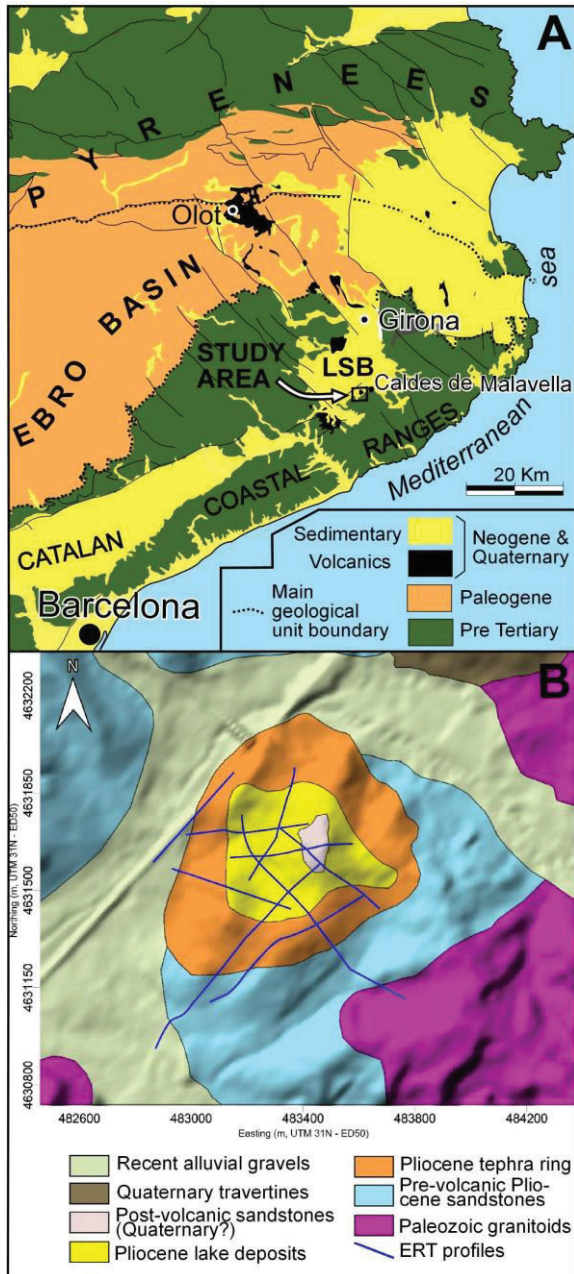 A
PYRENEES
Olot
EBRO BASIN
sea
Girona
STUDY
AREA
LSB
Caldes de Malavella
RANGES
Mediterranean
COASTAL
20 Km
CATALAN
Barcelona
Sedimentary
Volcanics
Neogene &
Quaternary
Main
geological
unit boundary
Paleogene
Pre Tertiary
B
N
4632200
4631850
4631500
4631150
4630800
Northing (m, UTM 31N - ED50)
482600
483000
483400
483800
484200
Easting (m, UTM 31N - ED50)
Recent alluvial gravels
Quaternary travertines
Post-volcanic sandstones
(Quaternary?)
Pliocene lake deposits
Pliocene tephra ring
Pre-volcanic Plio-
cene sandstones
Paleozoic granitoids
ERT profiles